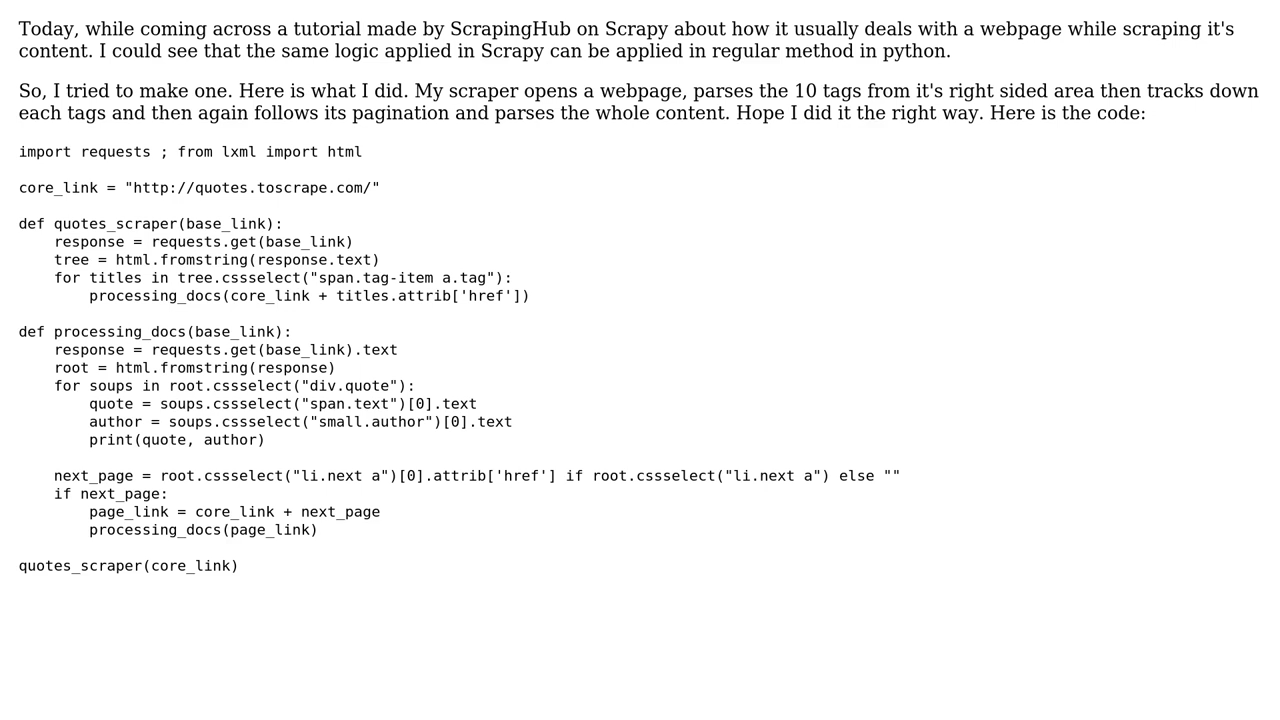 Today, while coming across a tutorial made by ScrapingHub on Scrapy about how it usually deals with a webpage while scraping it's
content. I could see that the same logic applied in Scrapy can be applied in regular method in python.
So, I tried to make one. Here is what I did. My scraper opens a webpage, parses the 10 tags from it's right sided area then tracks down
each tags and then again follows its pagination and parses the whole content. Hope I did it the right way. Here is the code:
import requests ; from lxml import html
core_link = "http://quotes.toscrape.com/"
def quotes_scraper(base_link):
    response = requests.get(base_link)
    tree = html.fromstring(response.text)
    for titles in tree.cssselect("span.tag-item a.tag"):
        processing_docs(core_link + titles.attrib['href'])
def processing_docs(base_link):
    response = requests.get(base_link).text
    root = html.fromstring(response)
    for soups in root.cssselect("div.quote"):
        quote = soups.cssselect("span.text")[0].text
        author = soups.cssselect("small.author")[0].text
        print(quote, author)
    next_page = root.cssselect("li.next a")[0].attrib['href'] if root.cssselect("li.next a") else ""
    if next_page:
        page_link = core_link + next_page
        processing_docs(page_link)
quotes_scraper(core_link)